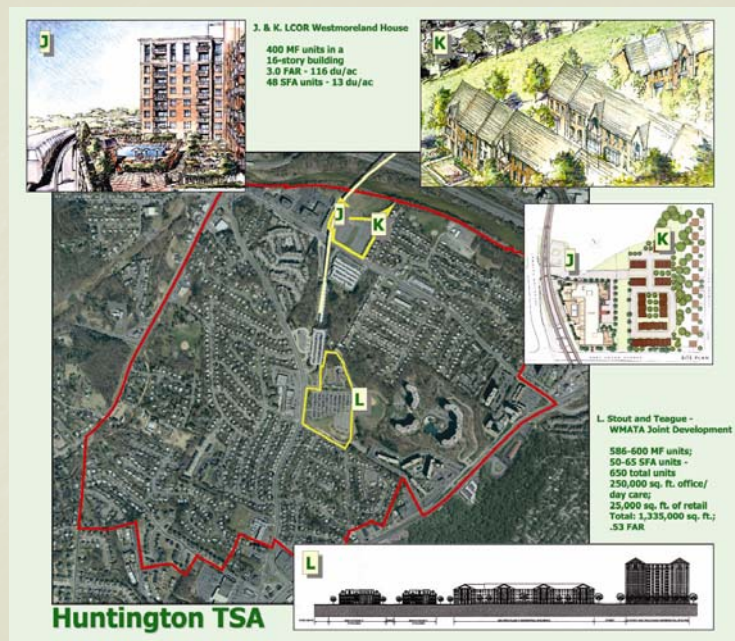 J
J. & K. LCOR Westmoreland House
400 MF units in a
16-story building
3.0 FAR - 116 du/ac
48 SFA units - 13 du/ac
K
J
K
J
K
SITE PLAN
L
L. Stout and Teague -
WMATA Joint Development
586-600 MF units;
50-65 SFA units -
650 total units
250,000 sq. ft. office/
day care;
25,000 sq. ft. of retail
Total: 1,335,000 sq. ft.;
.53 FAR
L
Huntington TSA